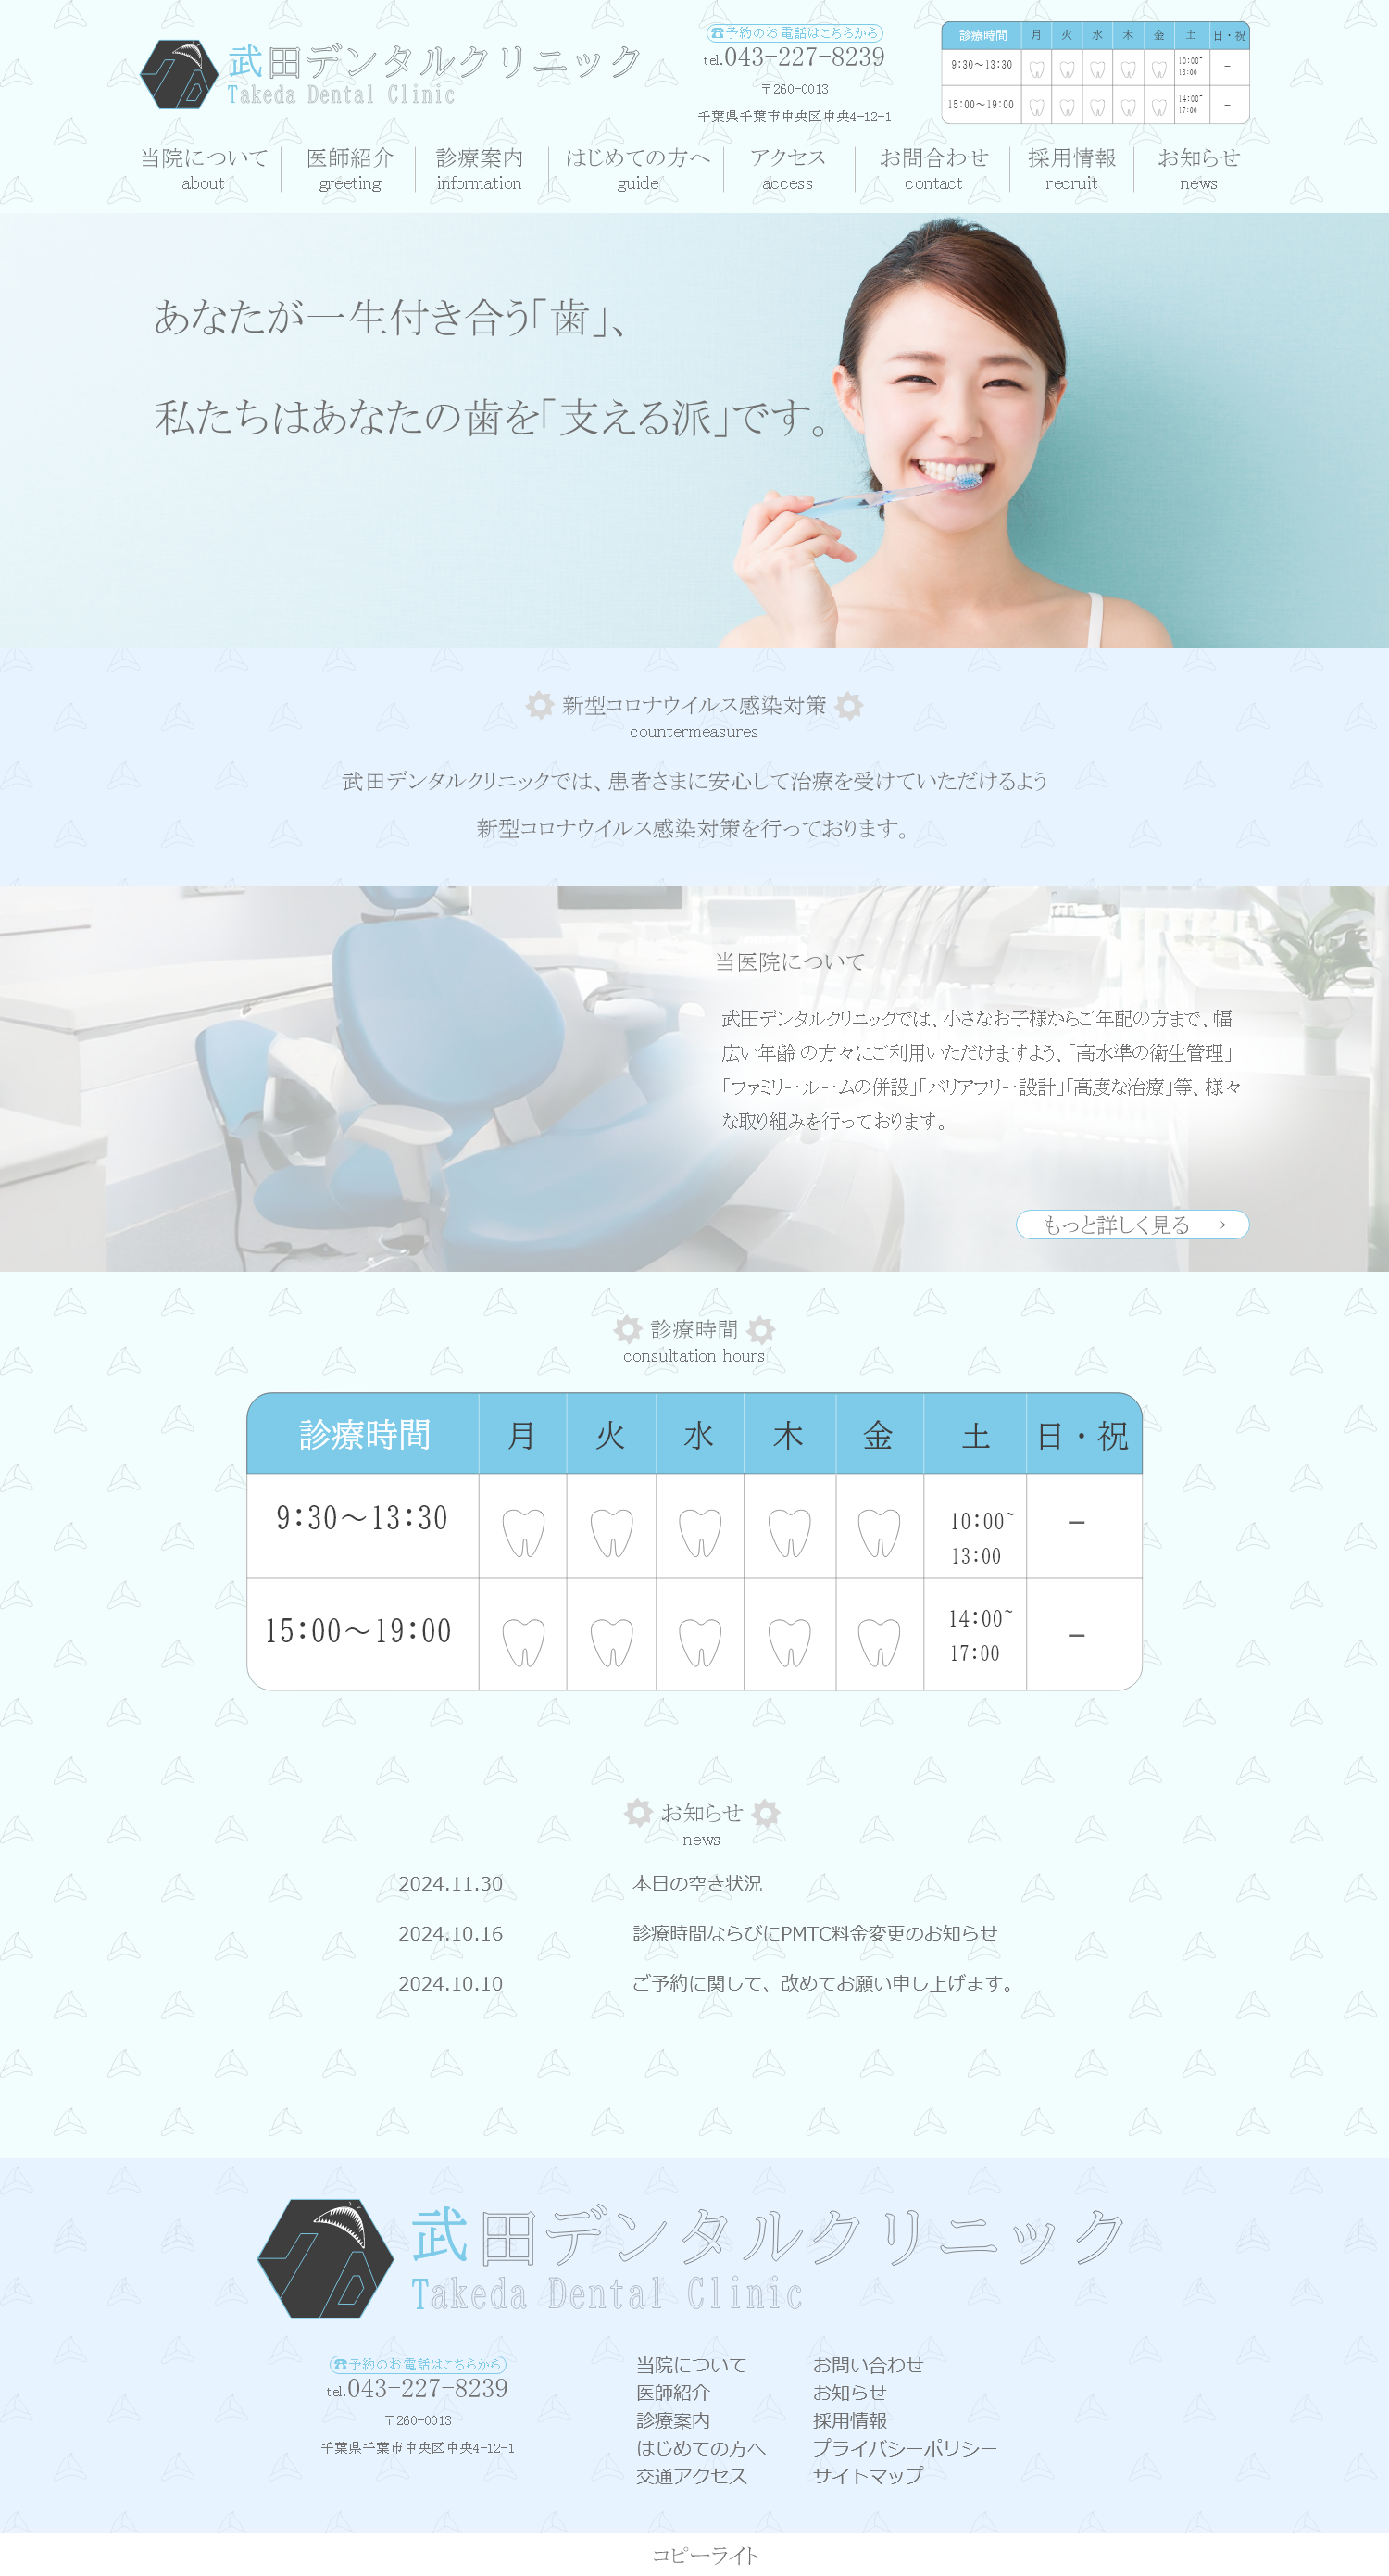 武田デンタルクリニック
Takeda Dental Clinic
☎予約のお電話はこちらから
tel.043-227-8239
〒260-0013
千葉県千葉市中央区中央4-12-1
診療時間 月 火 水 木 金 土 日・祝
9:30〜13:30 10:00~ 13:00 －
15:00〜19:00 14:00~ 17:00 －
当院について 医師紹介 診療案内 はじめての方へ アクセス お問合わせ 採用情報 お知らせ
about greeting information guide access contact recruit news
あなたが一生付き合う「歯」、
私たちはあなたの歯を「支える派」です。
新型コロナウイルス感染対策
countermeasures
武田デンタルクリニックでは、患者さまに安心して治療を受けていただけるよう
新型コロナウイルス感染対策を行っております。
当医院について
武田デンタルクリニックでは、小さなお子様からご年配の方まで、幅
広い年齢 の方々にご利用いただけますよう、「高水準の衛生管理」
「ファミリールームの併設」「バリアフリー設計」「高度な治療」等、様々
な取り組みを行っております。
もっと詳しく見る →
診療時間
consultation hours
診療時間 月 火 水 木 金 土 日・祝
9:30〜13:30 10:00~ 13:00 －
15:00〜19:00 14:00~ 17:00 －
お知らせ
news
2024.11.30 本日の空き状況
2024.10.16 診療時間ならびにPMTC料金変更のお知らせ
2024.10.10 ご予約に関して、改めてお願い申し上げます。
武田デンタルクリニック
Takeda Dental Clinic
☎予約のお電話はこちらから
tel.043-227-8239
〒260-0013
千葉県千葉市中央区中央4-12-1
当院について お問い合わせ
医師紹介 お知らせ
診療案内 採用情報
はじめての方へ プライバシーポリシー
交通アクセス サイトマップ
コピーライト